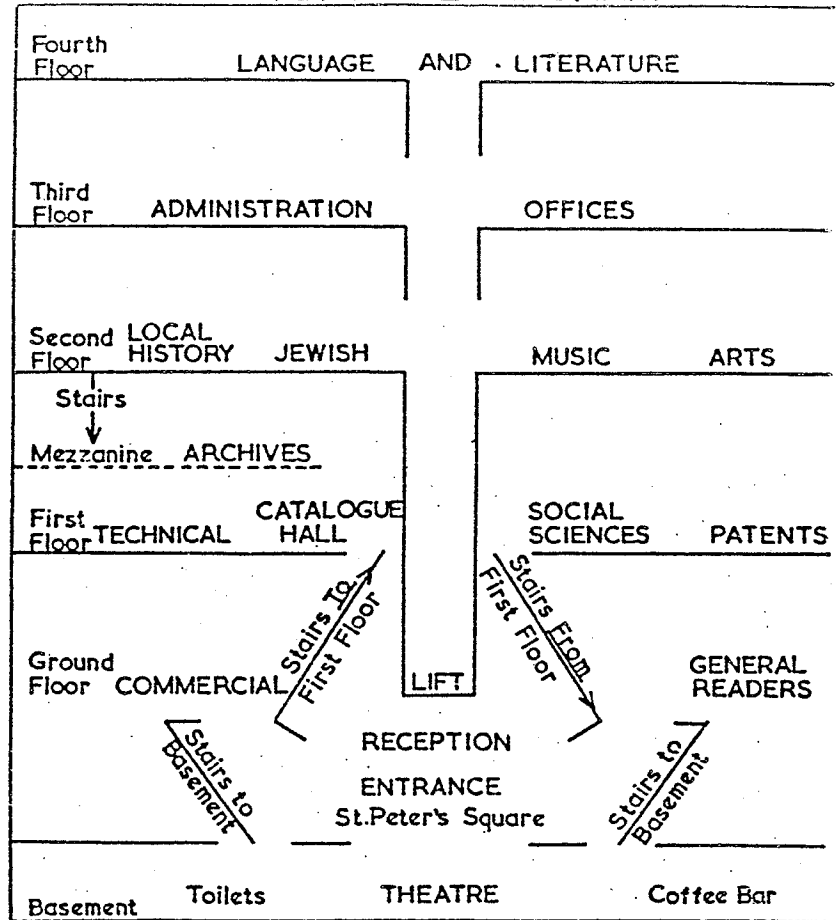 Fourth
Floor
LANGUAGE AND LITERATURE
Third
Floor
ADMINISTRATION OFFICES
Second
Floor
LOCAL
HISTORY
JEWISH
MUSIC
ARTS
Stairs
Mezzanine ARCHIVES
First
Floor
TECHNICAL
CATALOGUE
HALL
SOCIAL
SCIENCES
PATENTS
Stairs To
First Floor
Stairs From
First Floor
Ground
Floor
COMMERCIAL
LIFT
GENERAL
READERS
RECEPTION
Stairs to
Basement
ENTRANCE
St.Peter's Square
Stairs to
Basement
Basement
Toilets
THEATRE
Coffee Bar